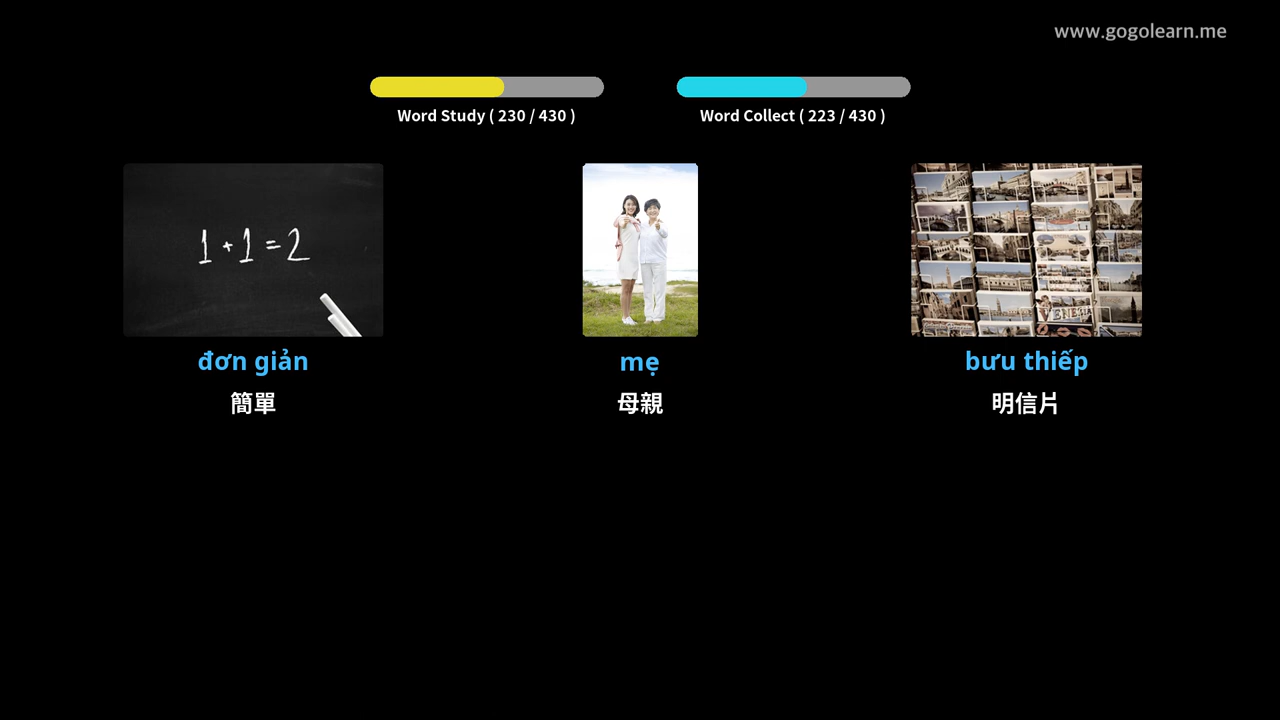 www.gogolearn.me
Word Study ( 230 / 430 )
Word Collect ( 223 / 430 )
1 + 1 = 2
VENEZIA
đơn giản
mẹ
bưu thiếp
簡單
母親
明信片